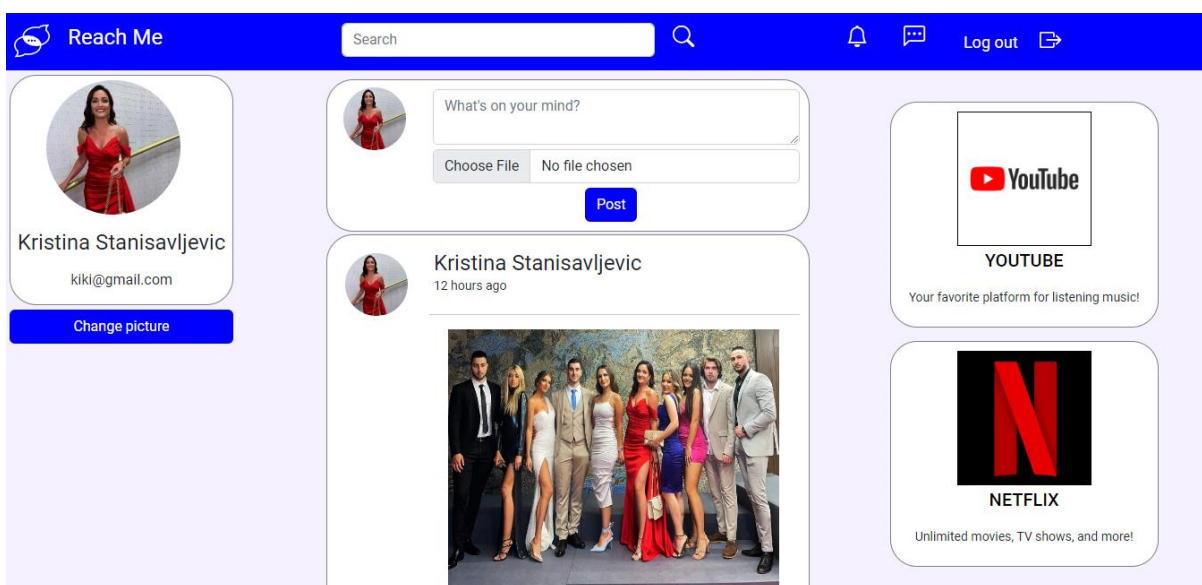 Reach Me
Search
Log out
Kristina Stanisavljevic
kiki@gmail.com
Change picture
What's on your mind?
Choose File No file chosen
Post
Kristina Stanisavljevic
12 hours ago
YouTube
YOUTUBE
Your favorite platform for listening music!
NETFLIX
Unlimited movies, TV shows, and more!